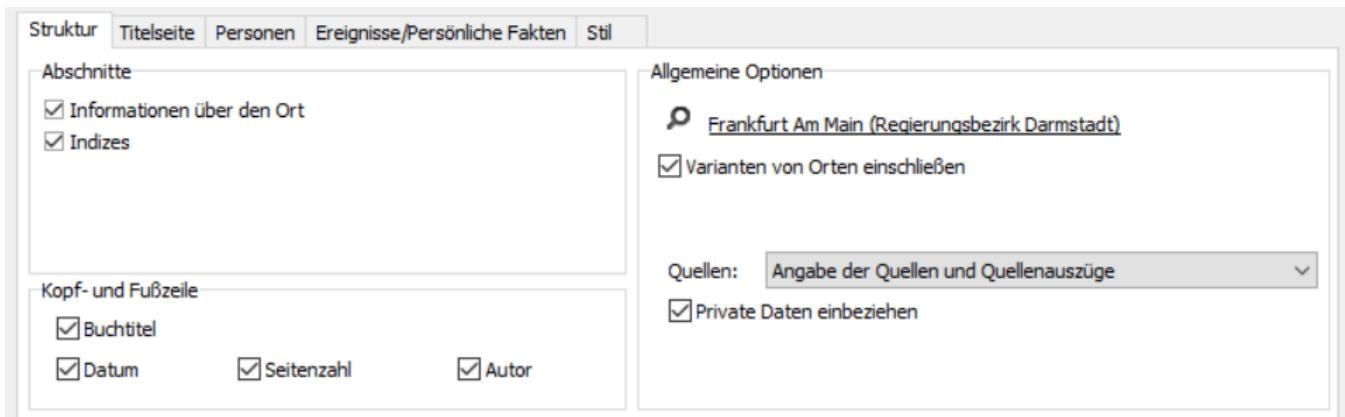 Struktur Titelseite Personen Ereignisse/Persönliche Fakten Stil
Abschnitte
Informationen über den Ort
Indizes
Kopf- und Fußzeile
Buchtitel
Datum Seitenzahl Autor
Allgemeine Optionen
Frankfurt Am Main (Regierungsbezirk Darmstadt)
Varianten von Orten einschließen
Quellen: Angabe der Quellen und Quellenauszüge
Private Daten einbeziehen